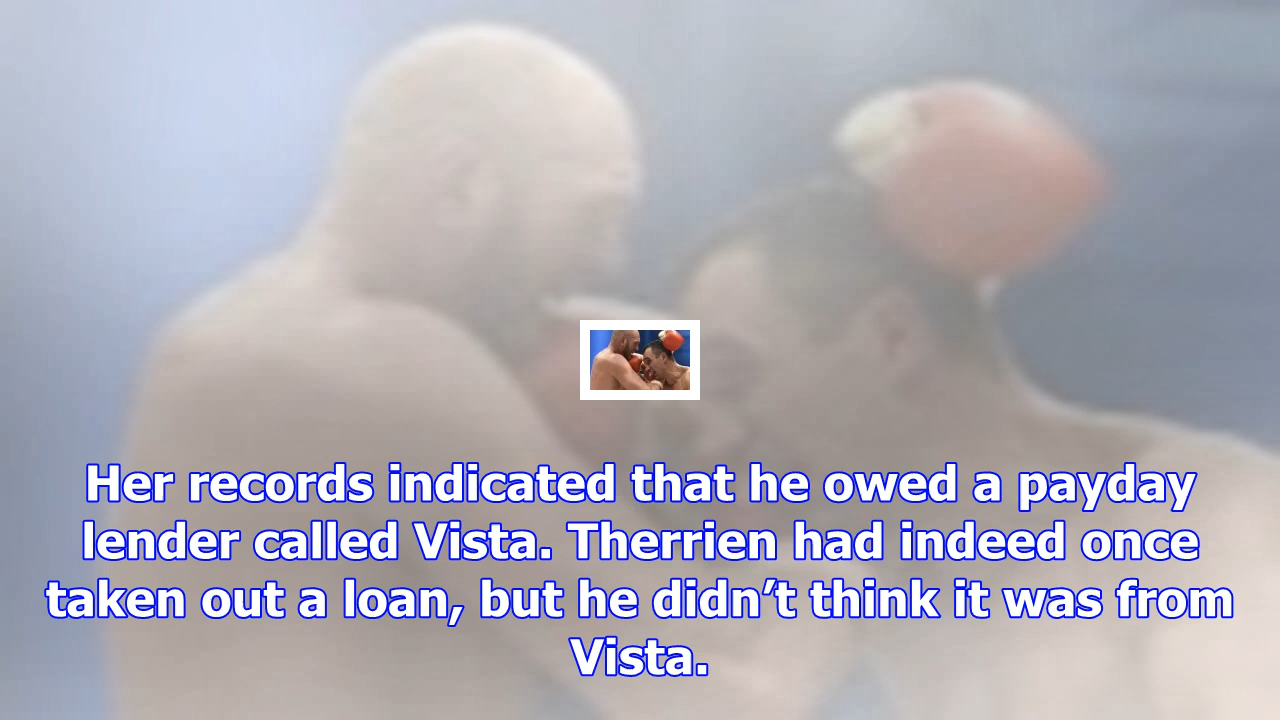 Her records indicated that he owed a payday
lender called Vista. Therrien had indeed once
taken out a loan, but he didn’t think it was from
Vista.